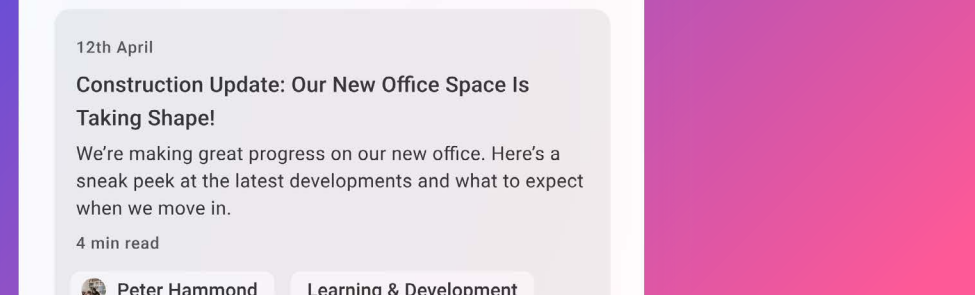 12th April
Construction Update: Our New Office Space Is
Taking Shape!
We’re making great progress on our new office. Here’s a
sneak peek at the latest developments and what to expect
when we move in.
4 min read
Peter Hammond
Learning & Development